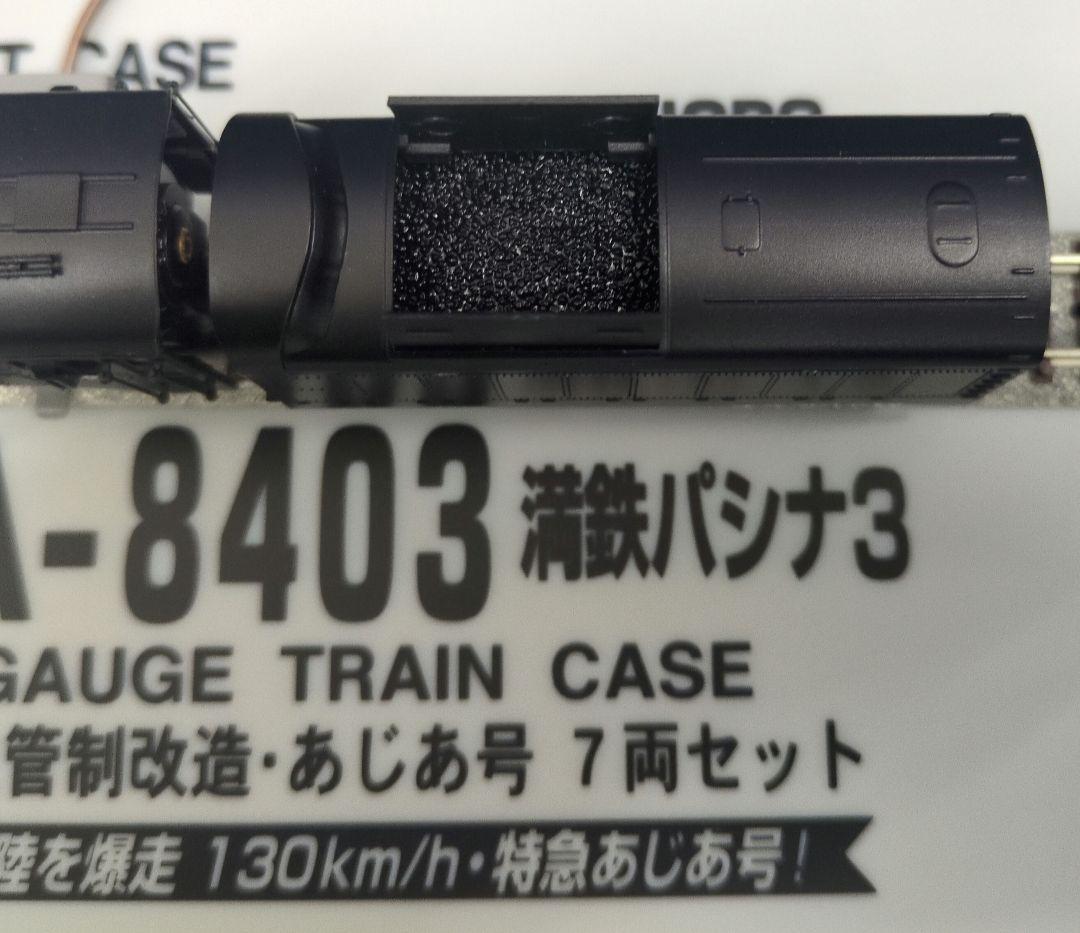 T CASE
A-8403 満鉄パシナ3
GAUGE TRAIN CASE
管制改造・あじあ号 7両セット
陸を爆走 130km/h・特急あじあ号!